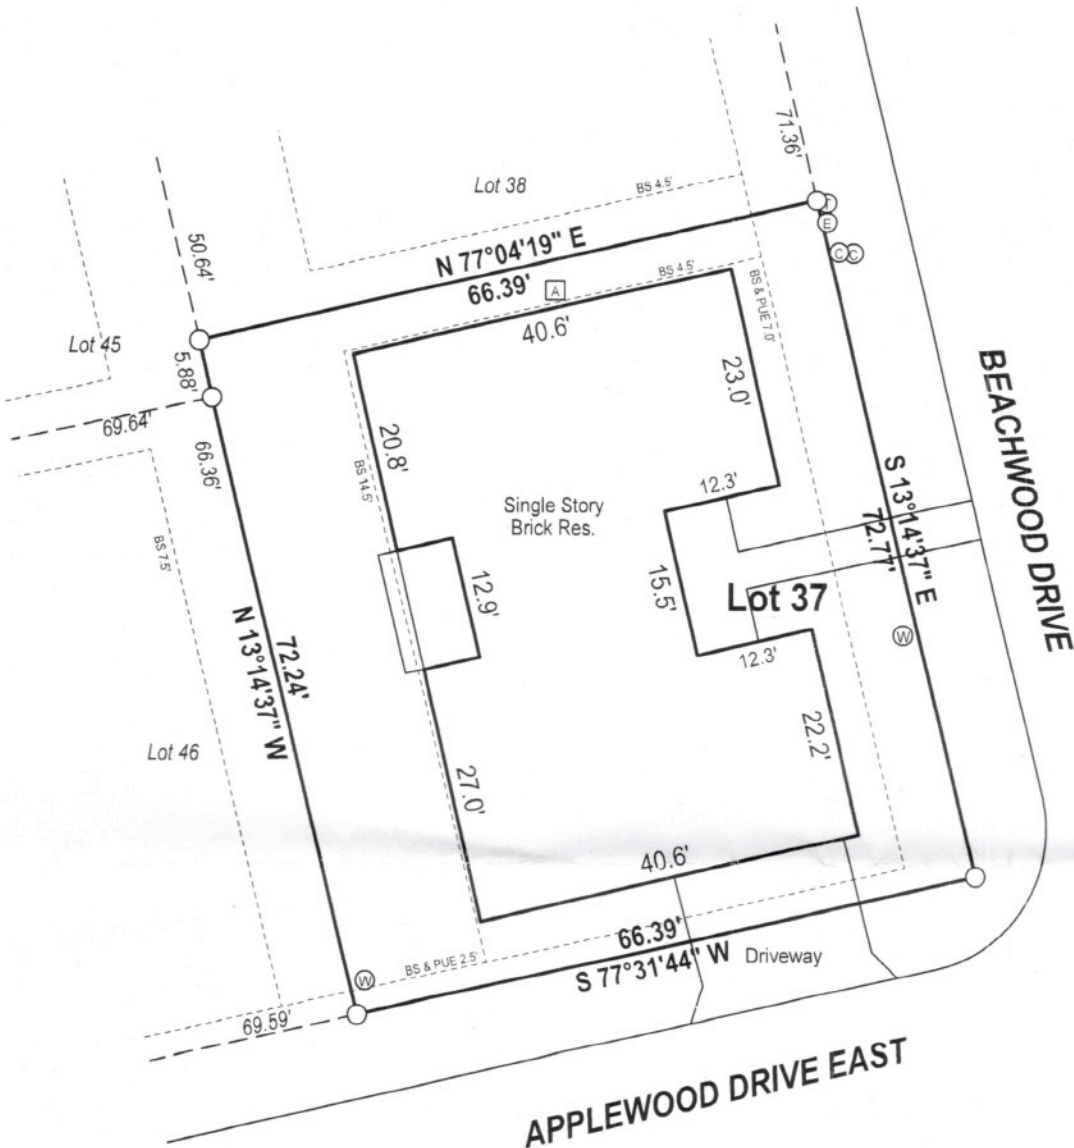 71.36'
Lot 38
BS 4.5'
T
E
C C
50.64'
N 77°04'19" E
66.39'
A
BS 4.5'
BS & PUE 7.0'
Lot 45
5.88'
40.6'
69.64'
66.36'
20.8'
23.0'
BEACHWOOD DRIVE
BS 14.5'
12.3'
Single Story
Brick Res.
S 13°14'37" E
72.77'
BS 7.5'
12.9'
15.5'
Lot 37
W
12.3'
72.24'
N 13°14'37" W
Lot 46
22.2'
27.0'
40.6'
66.39'
S 77°31'44" W
Driveway
BS & PUE 2.5'
W
69.59'
APPLEWOOD DRIVE EAST